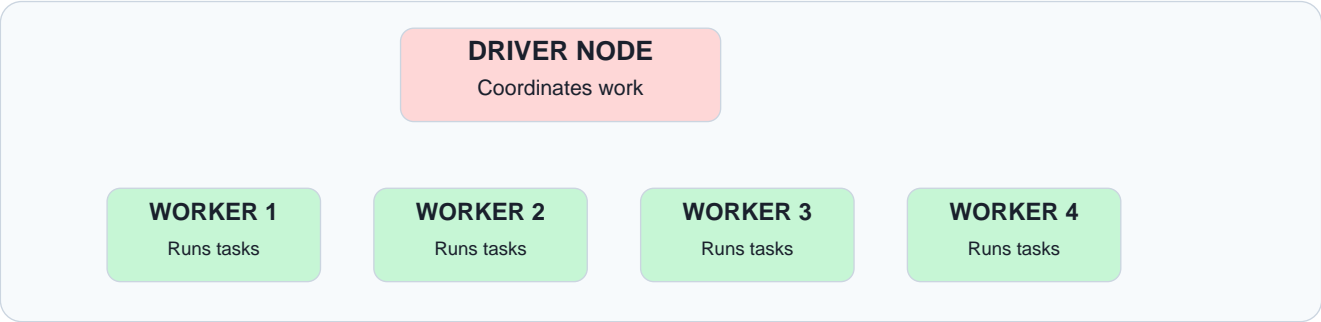 DRIVER NODE
Coordinates work
WORKER 1
Runs tasks
WORKER 2
Runs tasks
WORKER 3
Runs tasks
WORKER 4
Runs tasks